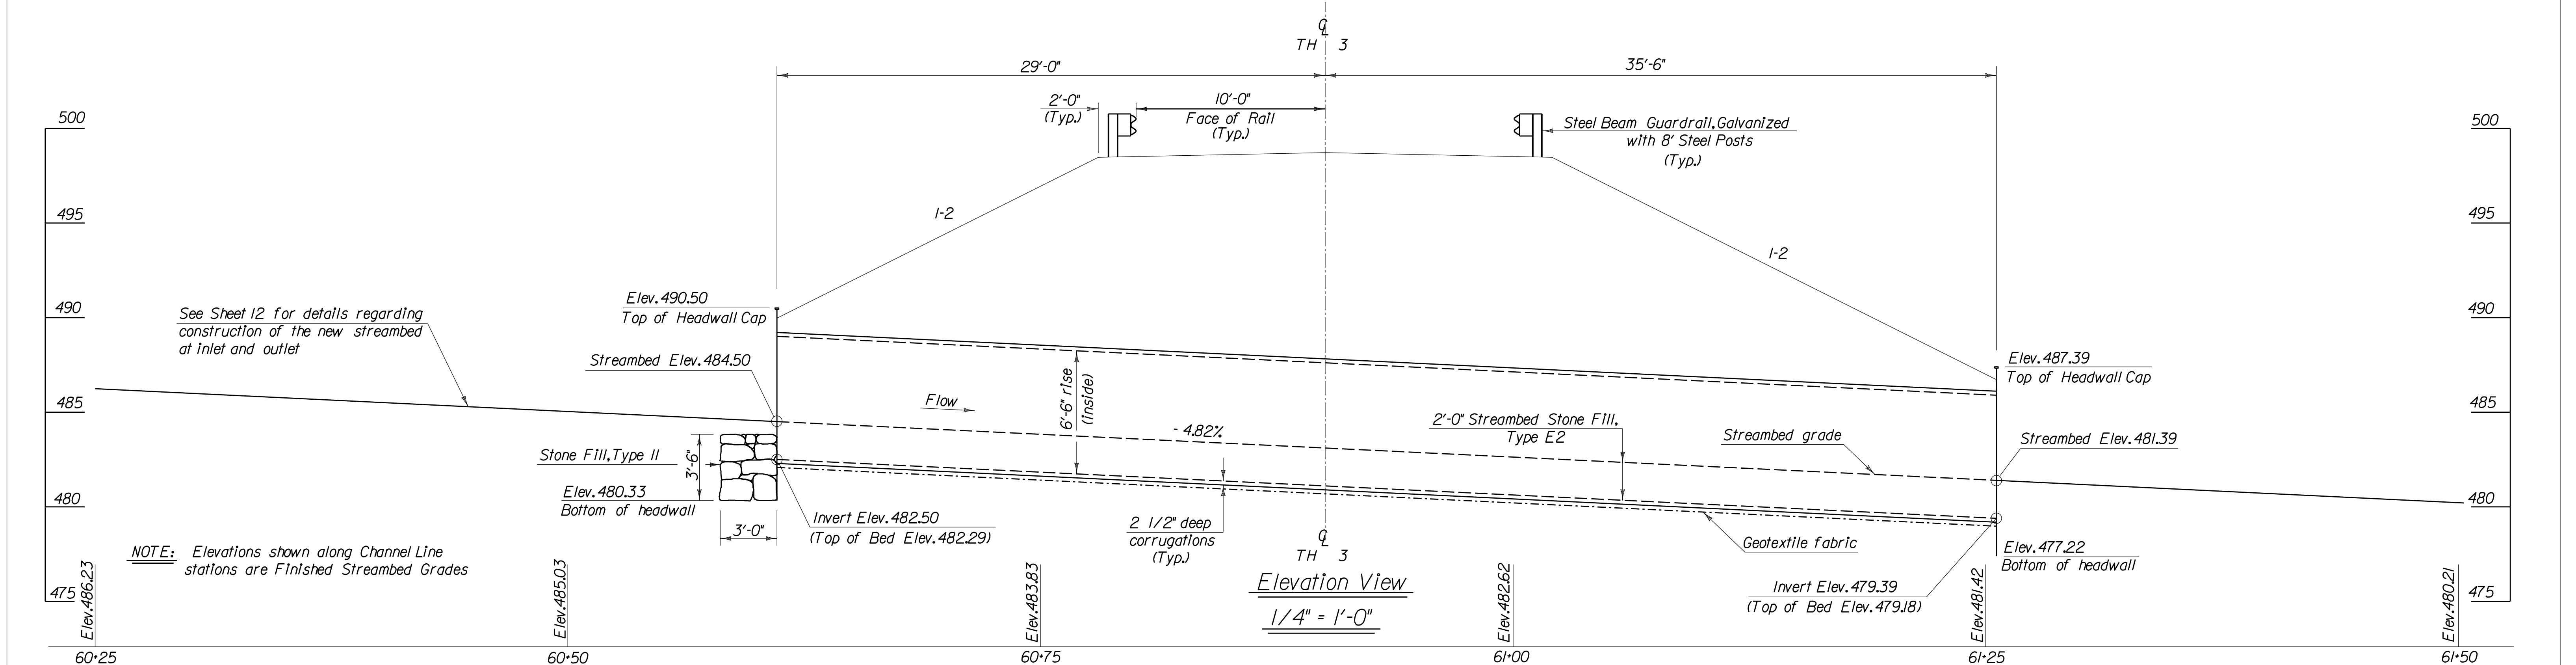 ℄
TH 3
29'-0"
35'-6"
2'-0"
(Typ.)
10'-0"
Face of Rail
(Typ.)
Steel Beam Guardrail, Galvanized
with 8' Steel Posts
(Typ.)
500
495
490
485
480
475
500
495
490
485
480
475
1-2
1-2
See Sheet 12 for details regarding
construction of the new streambed
at inlet and outlet
Elev. 490.50
Top of Headwall Cap
Streambed Elev. 484.50
Flow
6'-6" rise
(inside)
- 4.82%
2'-0" Streambed Stone Fill,
Type E2
Streambed grade
Elev. 487.39
Top of Headwall Cap
Streambed Elev. 481.39
Stone Fill, Type II
3'-6"
Elev. 480.33
Bottom of headwall
3'-0"
Invert Elev. 482.50
(Top of Bed Elev. 482.29)
2 1/2" deep
corrugations
(Typ.)
℄
TH 3
Geotextile fabric
Elev. 477.22
Bottom of headwall
Invert Elev. 479.39
(Top of Bed Elev. 479.18)
NOTE: Elevations shown along Channel Line
stations are Finished Streambed Grades
Elevation View
1/4" = 1'-0"
Elev. 486.23
Elev. 485.03
Elev. 483.83
Elev. 482.62
Elev. 481.42
Elev. 480.21
60+25
60+50
60+75
61+00
61+25
61+50